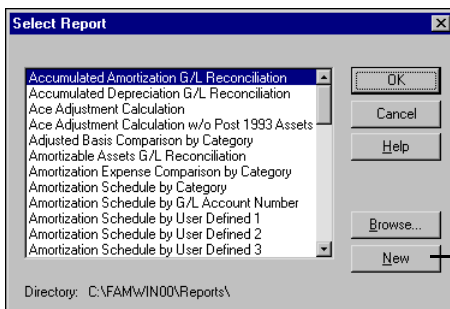 Select Report
Accumulated Amortization G/L Reconciliation
Accumulated Depreciation G/L Reconciliation
Ace Adjustment Calculation
Ace Adjustment Calculation w/o Post 1993 Assets
Adjusted Basis Comparison by Category
Amortizable Assets G/L Reconciliation
Amortization Expense Comparison by Category
Amortization Schedule by Category
Amortization Schedule by G/L Account Number
Amortization Schedule by User Defined 1
Amortization Schedule by User Defined 2
Amortization Schedule by User Defined 3
OK
Cancel
Help
Browse...
New
Directory: C:\FAMWIN00\Reports\